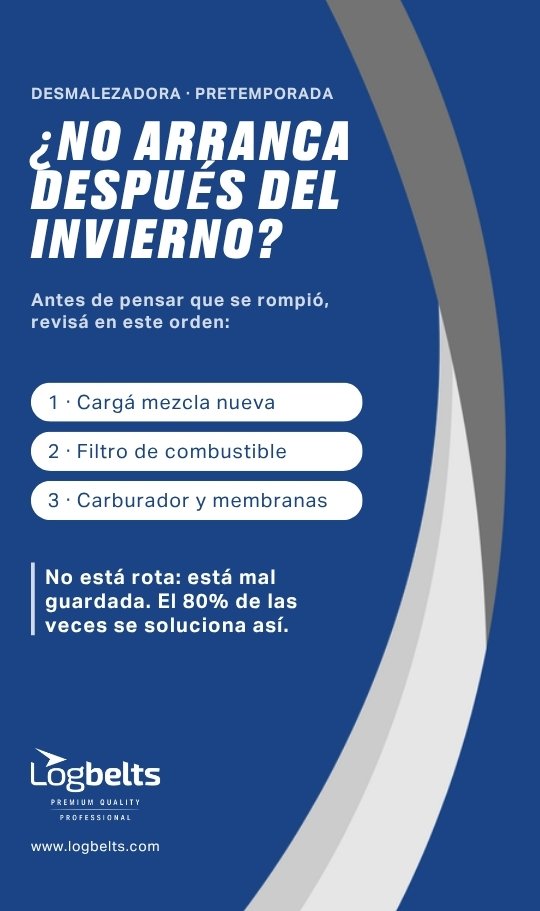 DESMALEZADORA · PRETEMPORADA
¿NO ARRANCA
DESPUÉS DEL
INVIERNO?
Antes de pensar que se rompió,
revisá en este orden:
1 · Cargá mezcla nueva
2 · Filtro de combustible
3 · Carburador y membranas
No está rota: está mal
guardada. El 80% de las
veces se soluciona así.
Logbelts
PREMIUM QUALITY
PROFESSIONAL
www.logbelts.com